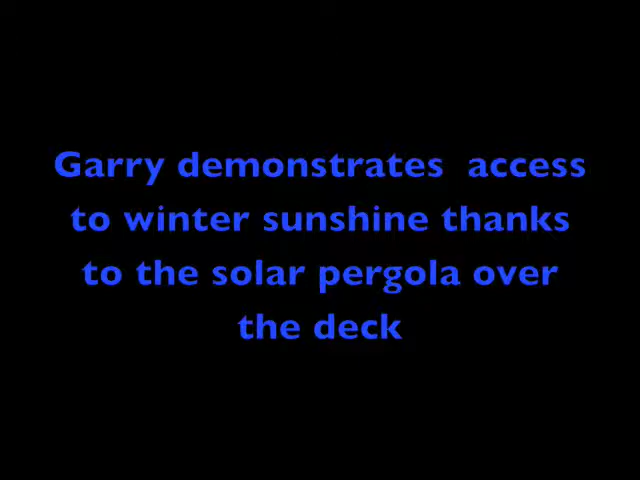 Garry demonstrates  access
to winter sunshine thanks
to the solar pergola over
the deck